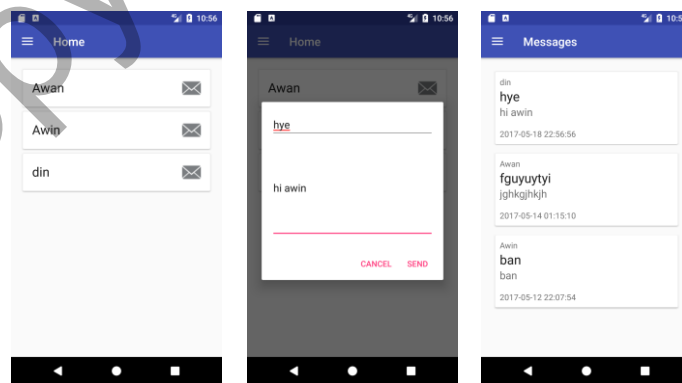 10:56
Home
Awan
Awin
din
10:56
Home
Awan
hye
hi awin
CANCEL SEND
Messages
din
hye
hi awin
2017-05-18 22:56:56
Awan
fguyuytyi
jghkgjhkjh
2017-05-14 01:15:10
Awin
ban
ban
2017-05-12 22:07:54